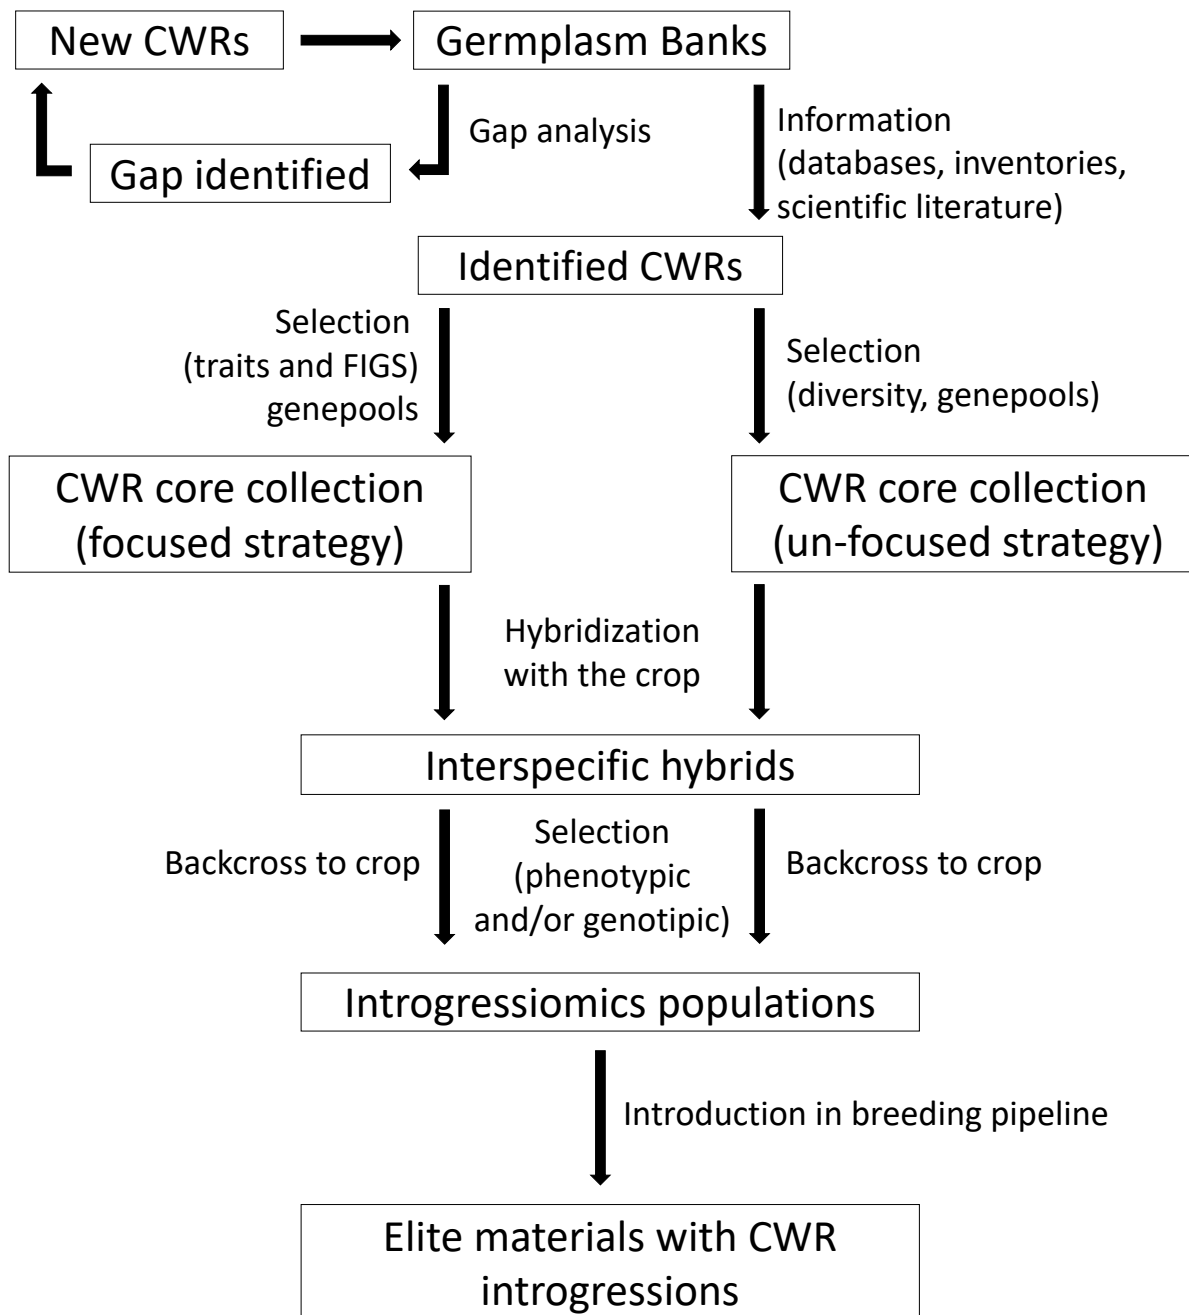 New CWRs
Germplasm Banks
Gap analysis
Gap identified
Information
(databases, inventories,
scientific literature)
Identified CWRs
Selection
(traits and FIGS)
genepools
Selection
(diversity, genepools)
CWR core collection
(focused strategy)
CWR core collection
(un-focused strategy)
Hybridization
with the crop
Interspecific hybrids
Backcross to crop
Selection
(phenotypic
and/or genotipic)
Backcross to crop
Introgressiomics populations
Introduction in breeding pipeline
Elite materials with CWR
introgressions